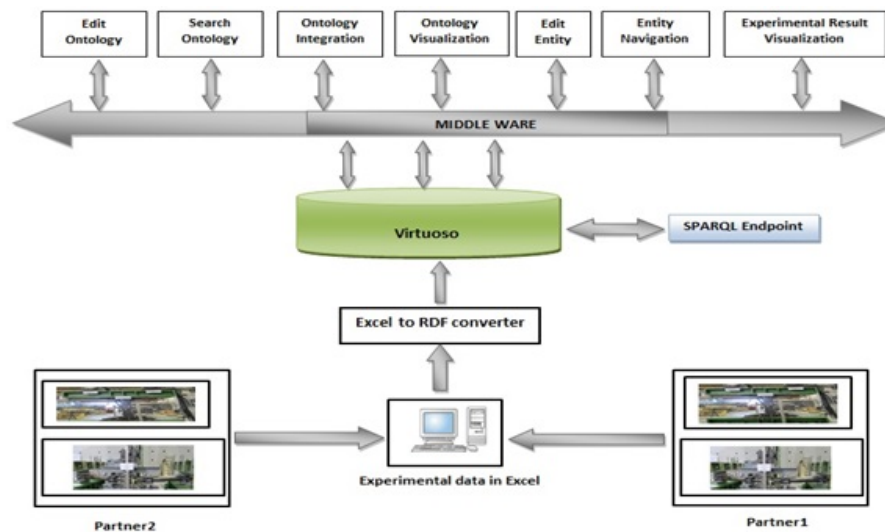 Edit
Ontology
Search
Ontology
Ontology
Integration
Ontology
Visualization
Edit
Entity
Entity
Navigation
Experimental Result
Visualization
MIDDLE WARE
Virtuoso
SPARQL Endpoint
Excel to RDF converter
Experimental data in Excel
Partner2
Partner1